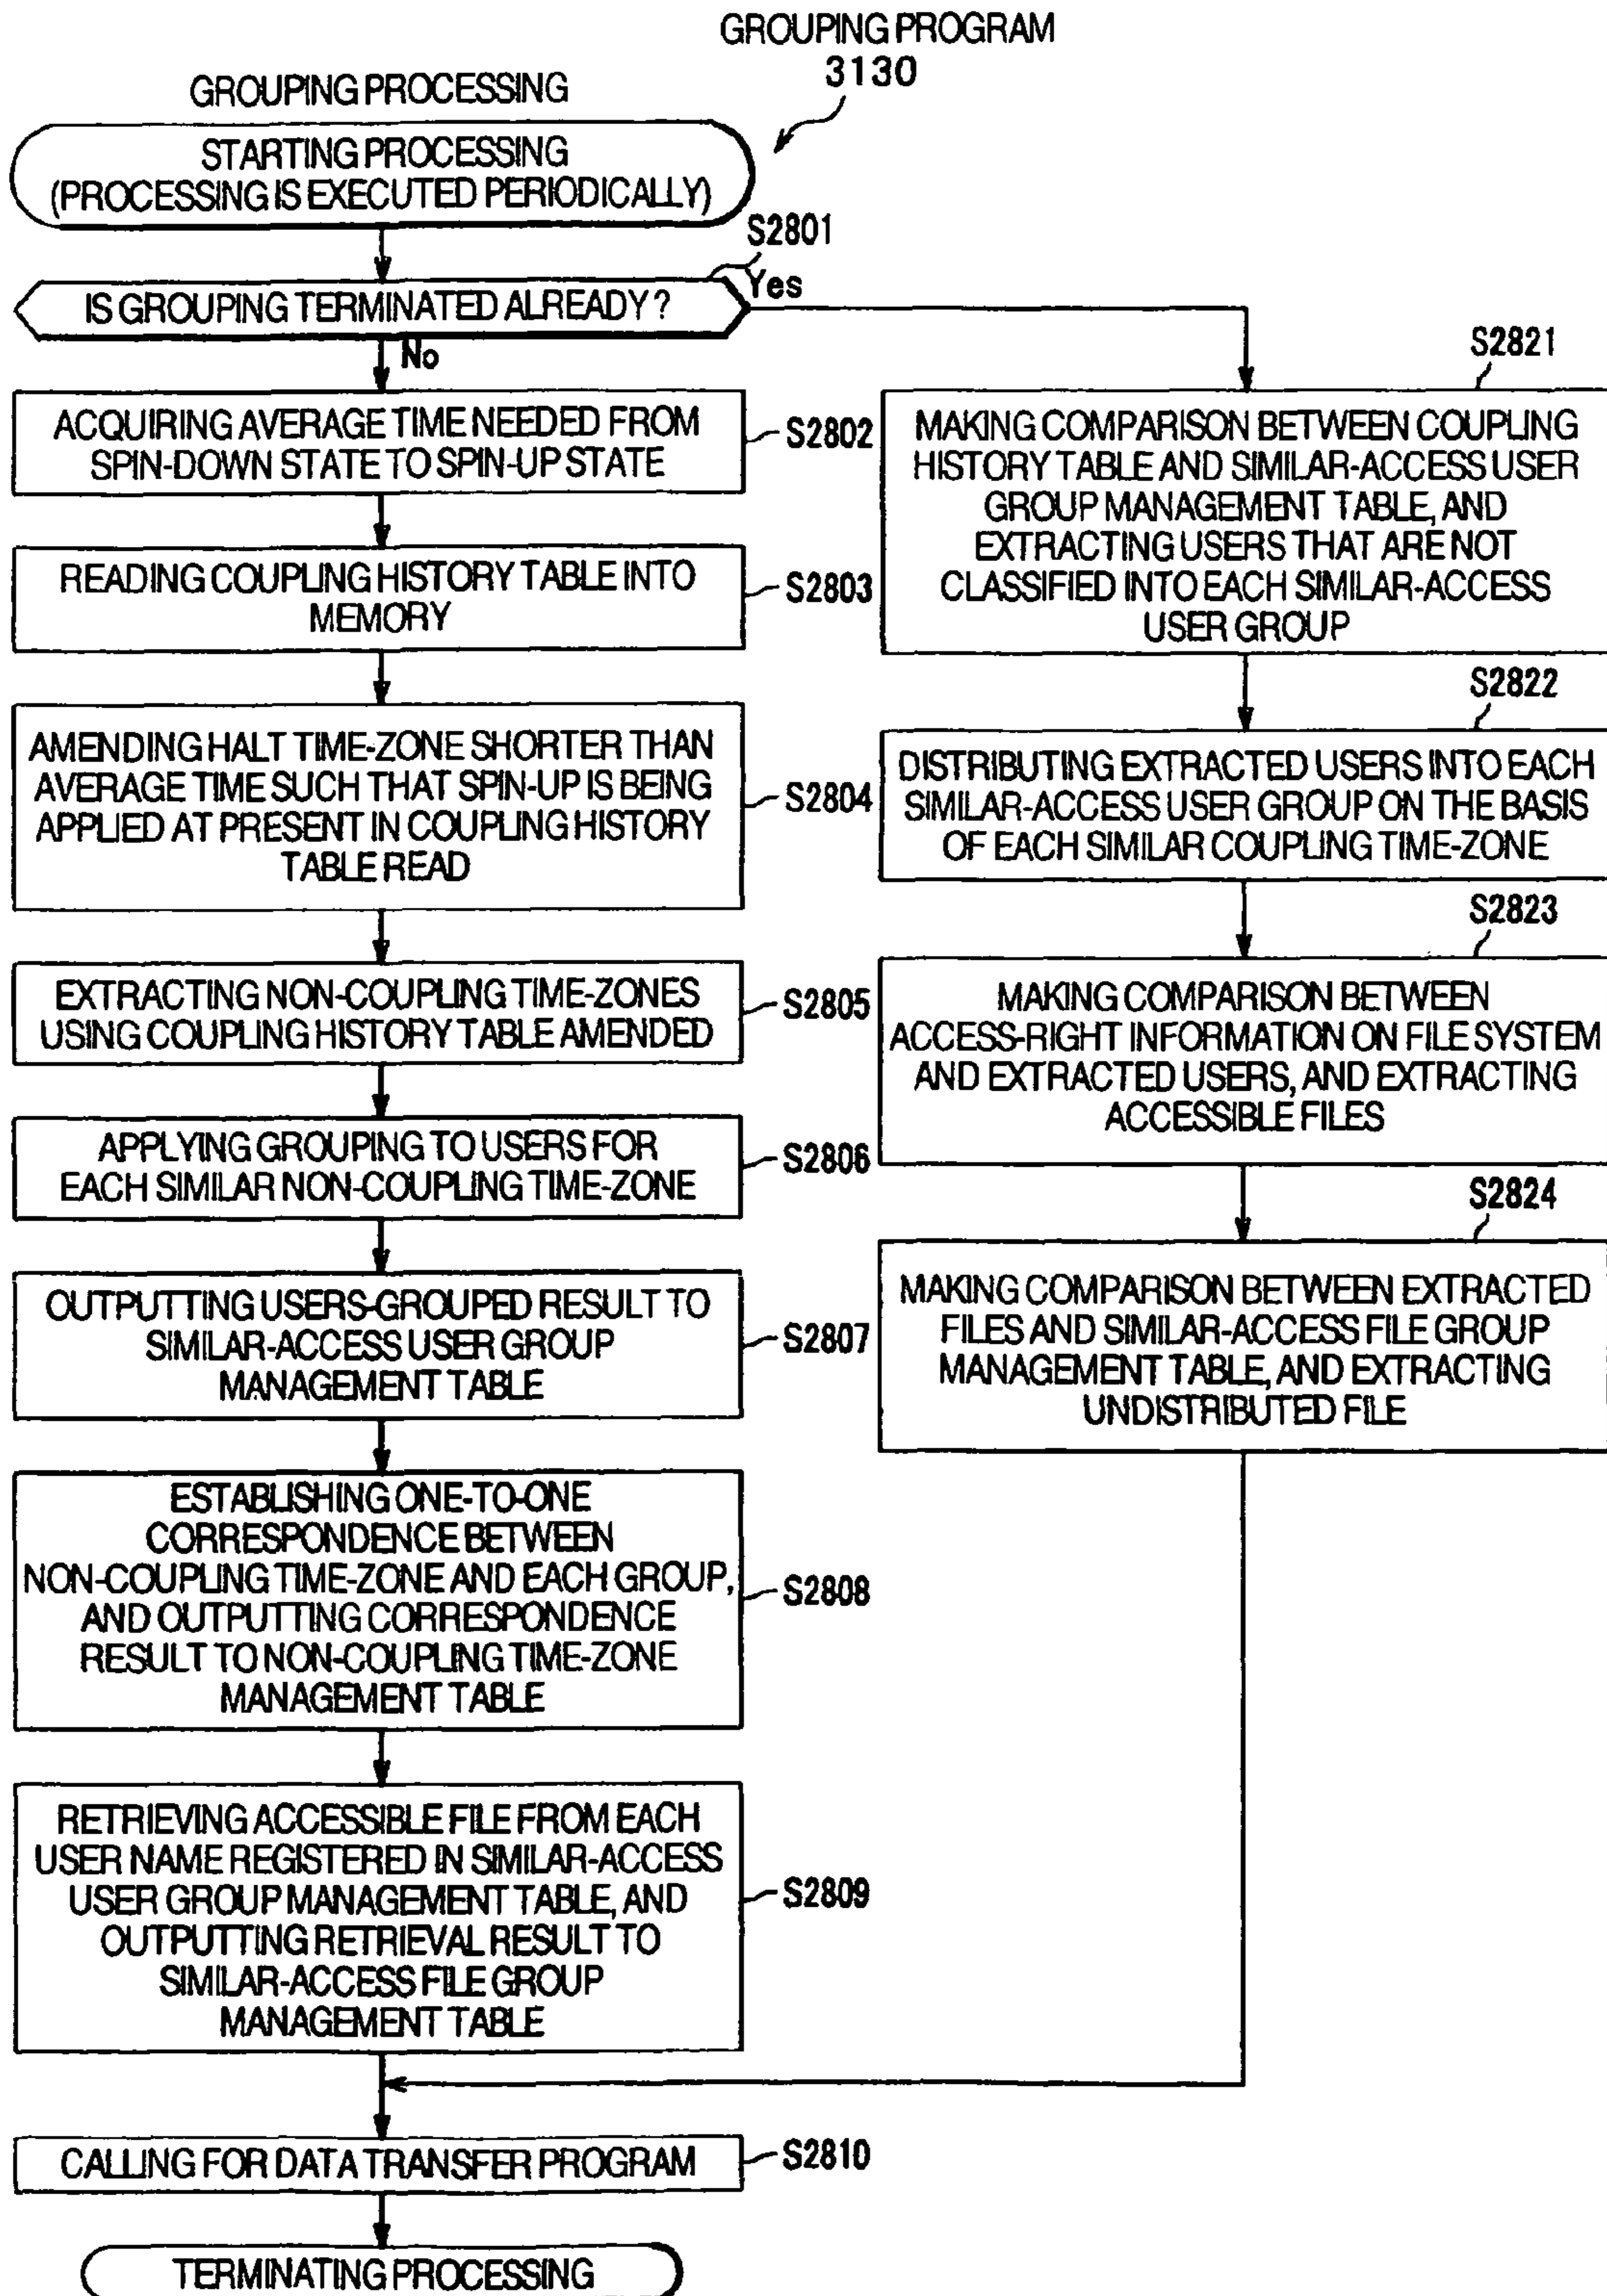 GROUPING PROGRAM
3130
GROUPING PROCESSING
STARTING PROCESSING
(PROCESSING IS EXECUTED PERIODICALLY)
S2801
IS GROUPING TERMINATED ALREADY?
Yes
No
ACQUIRING AVERAGE TIME NEEDED FROM
SPIN-DOWN STATE TO SPIN-UP STATE
S2802
READING COUPLING HISTORY TABLE INTO
MEMORY
S2803
AMENDING HALT TIME-ZONE SHORTER THAN
AVERAGE TIME SUCH THAT SPIN-UP IS BEING
APPLIED AT PRESENT IN COUPLING HISTORY
TABLE READ
S2804
EXTRACTING NON-COUPLING TIME-ZONES
USING COUPLING HISTORY TABLE AMENDED
S2805
APPLYING GROUPING TO USERS FOR
EACH SIMILAR NON-COUPLING TIME-ZONE
S2806
OUTPUTTING USERS-GROUPED RESULT TO
SIMILAR-ACCESS USER GROUP
MANAGEMENT TABLE
S2807
ESTABLISHING ONE-TO-ONE
CORRESPONDENCE BETWEEN
NON-COUPLING TIME-ZONE AND EACH GROUP,
AND OUTPUTTING CORRESPONDENCE
RESULT TO NON-COUPLING TIME-ZONE
MANAGEMENT TABLE
S2808
RETRIEVING ACCESSIBLE FILE FROM EACH
USER NAME REGISTERED IN SIMILAR-ACCESS
USER GROUP MANAGEMENT TABLE, AND
OUTPUTTING RETRIEVAL RESULT TO
SIMILAR-ACCESS FILE GROUP
MANAGEMENT TABLE
S2809
S2821
MAKING COMPARISON BETWEEN COUPLING
HISTORY TABLE AND SIMILAR-ACCESS USER
GROUP MANAGEMENT TABLE, AND
EXTRACTING USERS THAT ARE NOT
CLASSIFIED INTO EACH SIMILAR-ACCESS
USER GROUP
S2822
DISTRIBUTING EXTRACTED USERS INTO EACH
SIMILAR-ACCESS USER GROUP ON THE BASIS
OF EACH SIMILAR COUPLING TIME-ZONE
S2823
MAKING COMPARISON BETWEEN
ACCESS-RIGHT INFORMATION ON FILE SYSTEM
AND EXTRACTED USERS, AND EXTRACTING
ACCESSIBLE FILES
S2824
MAKING COMPARISON BETWEEN EXTRACTED
FILES AND SIMILAR-ACCESS FILE GROUP
MANAGEMENT TABLE, AND EXTRACTING
UNDISTRIBUTED FILE
CALLING FOR DATA TRANSFER PROGRAM
S2810
TERMINATING PROCESSING